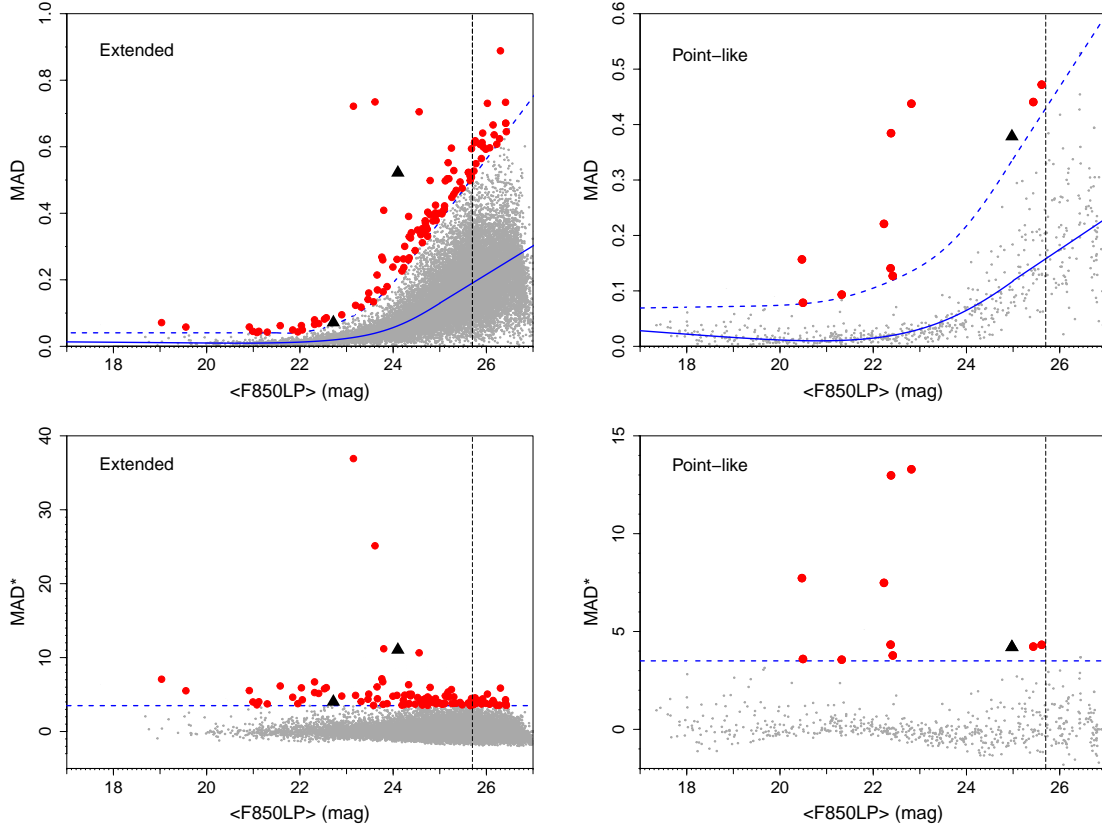 Extended
MAD
0.0 0.2 0.4 0.6 0.8 1.0
18 20 22 24 26
<F850LP> (mag)
Point−like
MAD
0.0 0.1 0.2 0.3 0.4 0.5 0.6
18 20 22 24 26
<F850LP> (mag)
Extended
MAD*
0 10 20 30 40
18 20 22 24 26
<F850LP> (mag)
Point−like
MAD*
0 5 10 15
18 20 22 24 26
<F850LP> (mag)